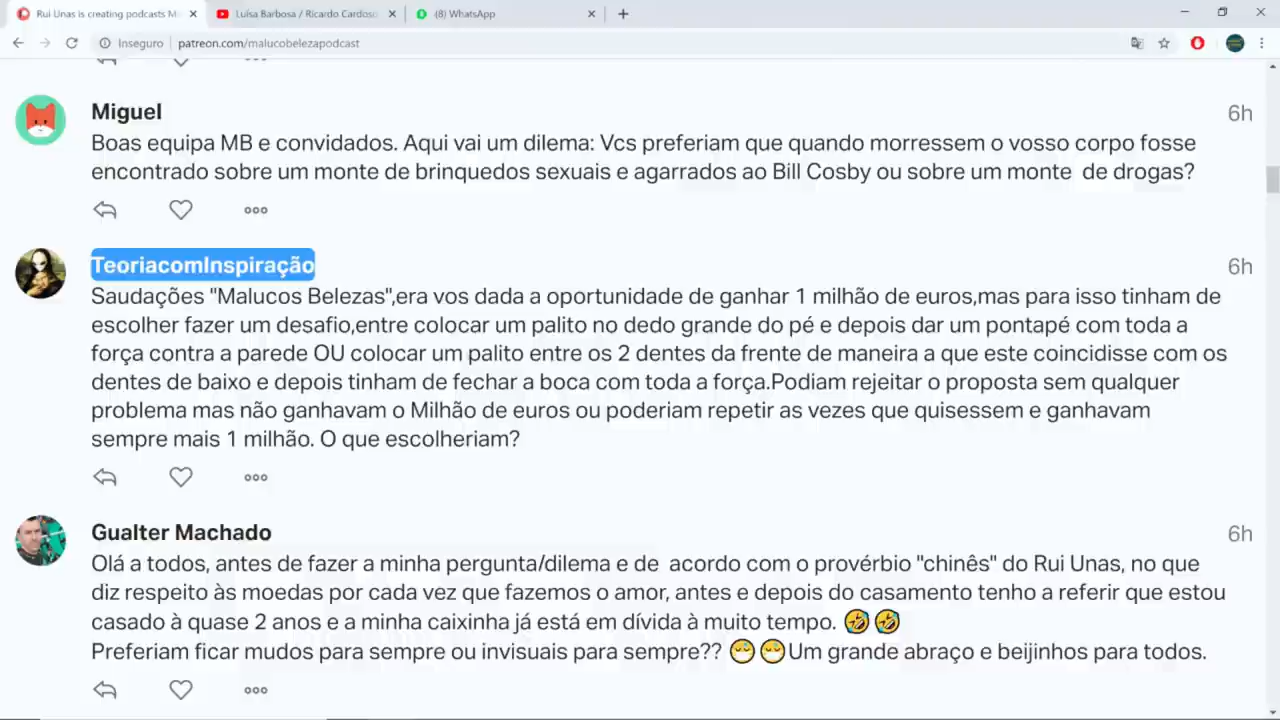 Rui Unas is creating podcasts M
Luísa Barbosa / Ricardo Cardoso
(8) WhatsApp
Inseguro
patreon.com/malucobelezapodcast
Miguel
6h
Boas equipa MB e convidados. Aqui vai um dilema: Vcs preferiam que quando morressem o vosso corpo fosse
encontrado sobre um monte de brinquedos sexuais e agarrados ao Bill Cosby ou sobre um monte de drogas?
TeoriacomInspiração
6h
Saudações "Malucos Belezas",era vos dada a oportunidade de ganhar 1 milhão de euros,mas para isso tinham de
escolher fazer um desafio,entre colocar um palito no dedo grande do pé e depois dar um pontapé com toda a
força contra a parede OU colocar um palito entre os 2 dentes da frente de maneira a que este coincidisse com os
dentes de baixo e depois tinham de fechar a boca com toda a força.Podiam rejeitar o proposta sem qualquer
problema mas não ganhavam o Milhão de euros ou poderiam repetir as vezes que quisessem e ganhavam
sempre mais 1 milhão. O que escolheriam?
Gualter Machado
6h
Olá a todos, antes de fazer a minha pergunta/dilema e de acordo com o provérbio "chinês" do Rui Unas, no que
diz respeito às moedas por cada vez que fazemos o amor, antes e depois do casamento tenho a referir que estou
casado à quase 2 anos e a minha caixinha já está em dívida à muito tempo. 🤣🤣
Preferiam ficar mudos para sempre ou invisuais para sempre?? 😷😷Um grande abraço e beijinhos para todos.